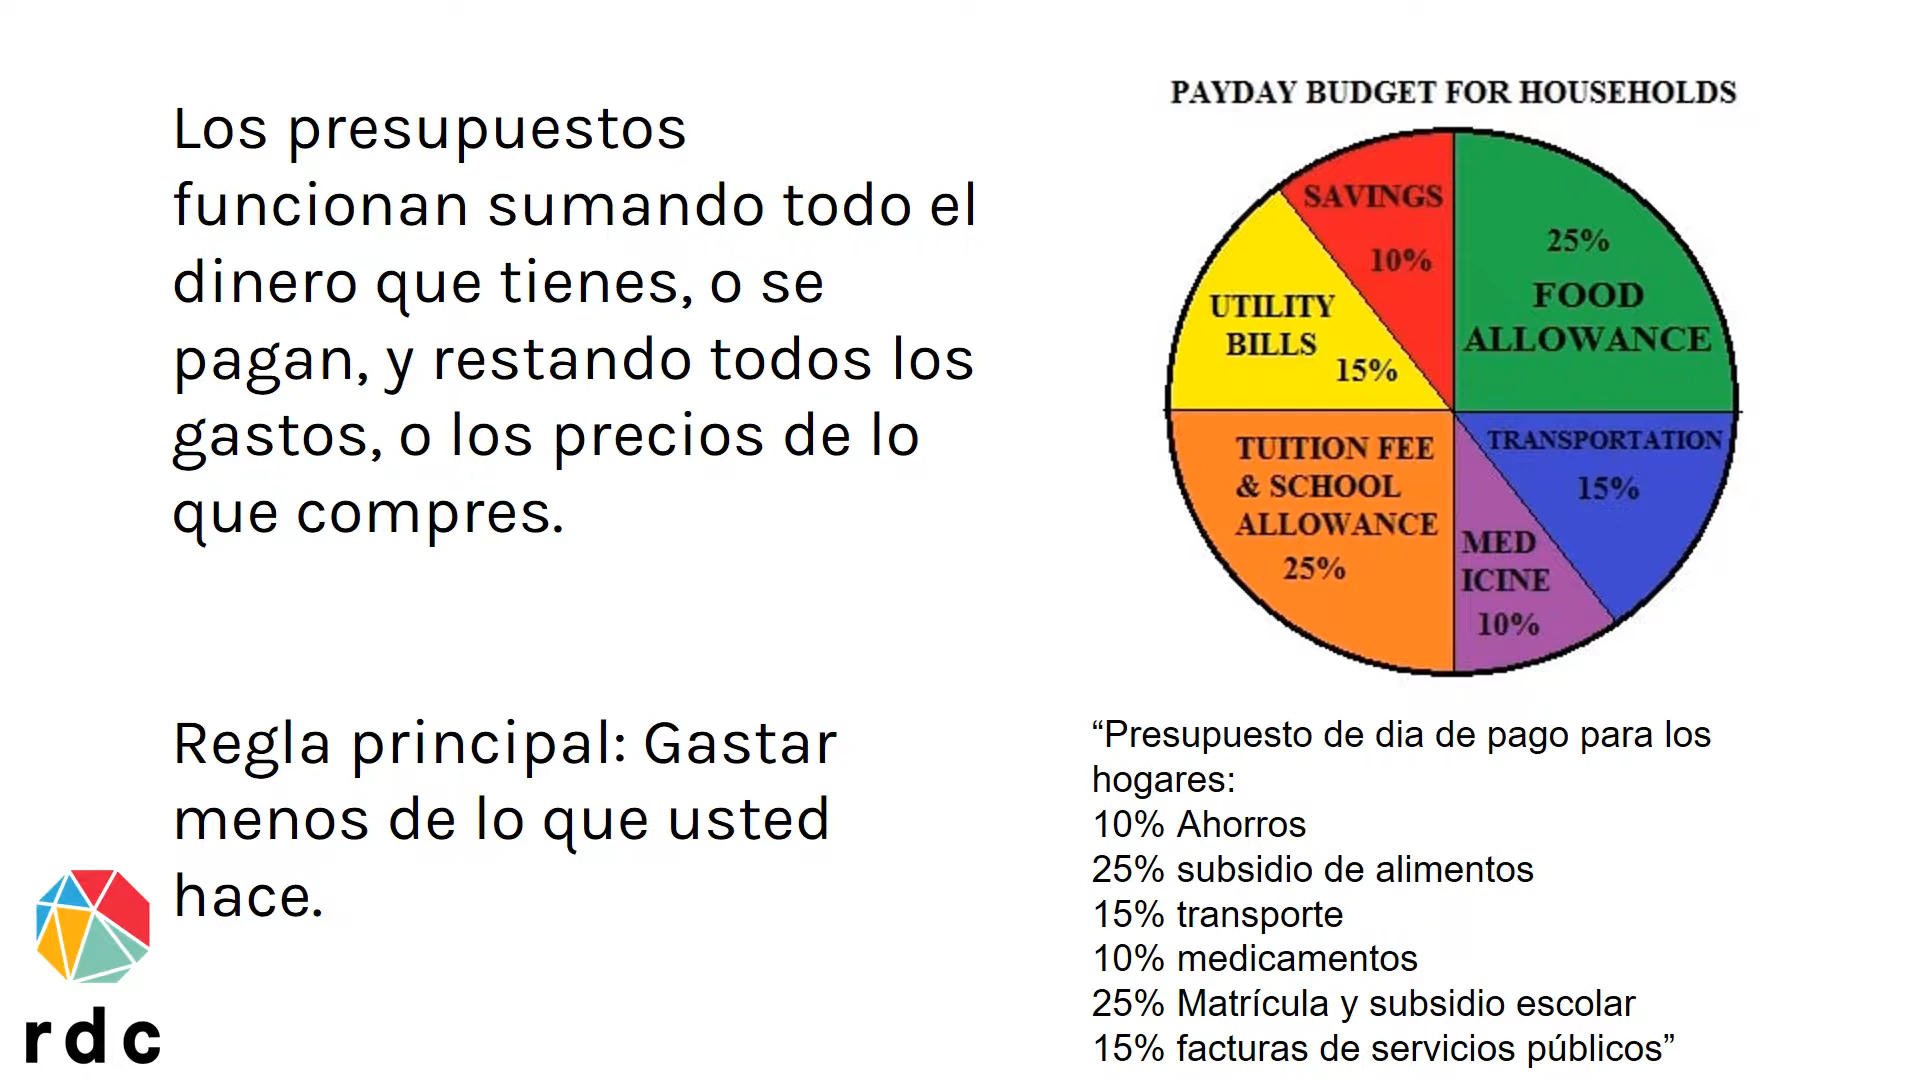 Los presupuestos
funcionan sumando todo el
dinero que tienes, o se
pagan, y restando todos los
gastos, o los precios de lo
que compres.
Regla principal: Gastar
menos de lo que usted
hace.
rdc
PAYDAY BUDGET FOR HOUSEHOLDS
SAVINGS
10%
25%
FOOD
ALLOWANCE
UTILITY
BILLS
15%
TRANSPORTATION
15%
TUITION FEE
& SCHOOL
ALLOWANCE
25%
MED
ICINE
10%
“Presupuesto de dia de pago para los
hogares:
10% Ahorros
25% subsidio de alimentos
15% transporte
10% medicamentos
25% Matrícula y subsidio escolar
15% facturas de servicios públicos”